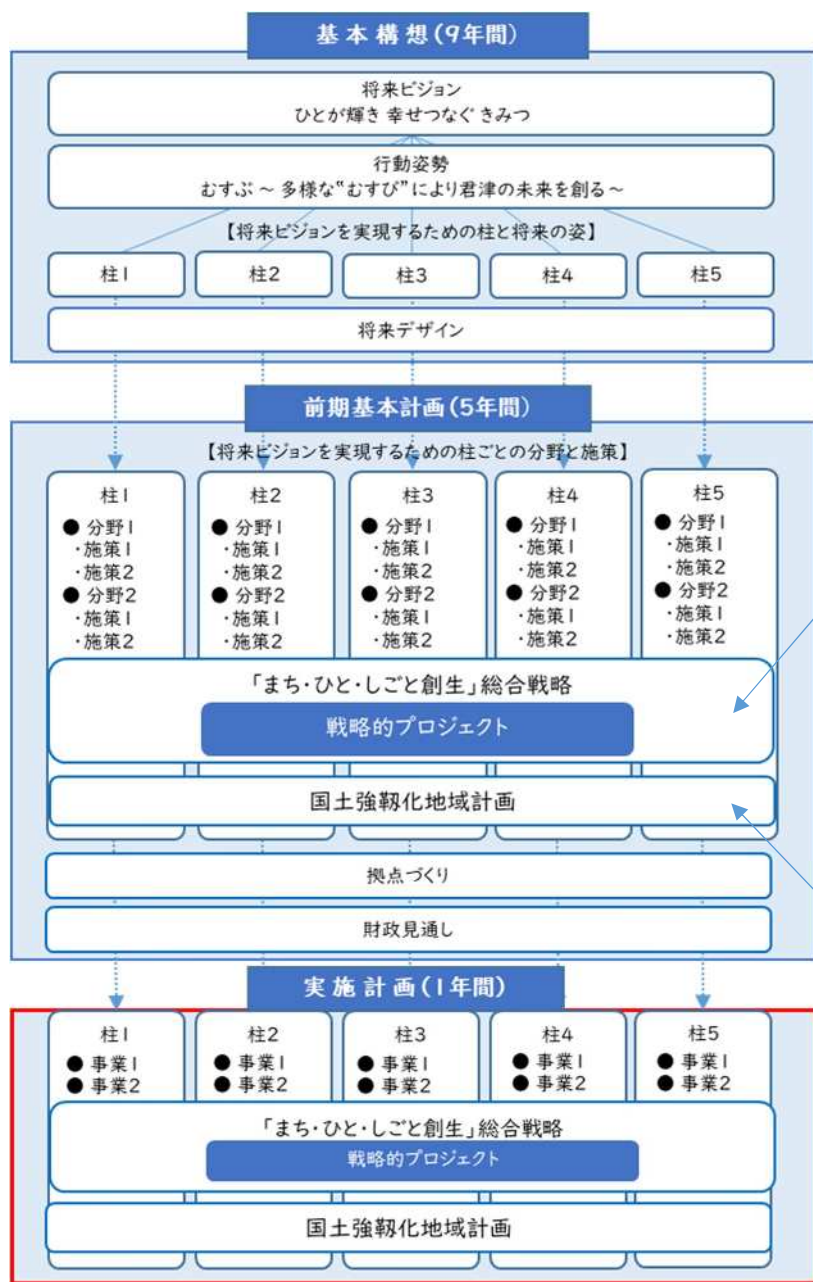 基本構想(9年間)
将来ビジョン
ひとが輝き 幸せつなぐ きみつ
行動姿勢
むすぶ ～ 多様な“むすび”により君津の未来を創る～
【将来ビジョンを実現するための柱と将来の姿】
柱1 柱2 柱3 柱4 柱5
将来デザイン
前期基本計画(5年間)
【将来ビジョンを実現するための柱ごとの分野と施策】
柱1 柱2 柱3 柱4 柱5
● 分野1 ● 分野1 ● 分野1 ● 分野1 ● 分野1
・施策1 ・施策1 ・施策1 ・施策1 ・施策1
・施策2 ・施策2 ・施策2 ・施策2 ・施策2
● 分野2 ● 分野2 ● 分野2 ● 分野2 ● 分野2
・施策1 ・施策1 ・施策1 ・施策1 ・施策1
・施策2 ・施策2 ・施策2 ・施策2 ・施策2
「まち・ひと・しごと創生」総合戦略
戦略的プロジェクト
国土強靱化地域計画
拠点づくり
財政見通し
実施計画(1年間)
柱1 柱2 柱3 柱4 柱5
● 事業1 ● 事業1 ● 事業1 ● 事業1 ● 事業1
● 事業2 ● 事業2 ● 事業2 ● 事業2 ● 事業2
「まち・ひと・しごと創生」総合戦略
戦略的プロジェクト
国土強靱化地域計画